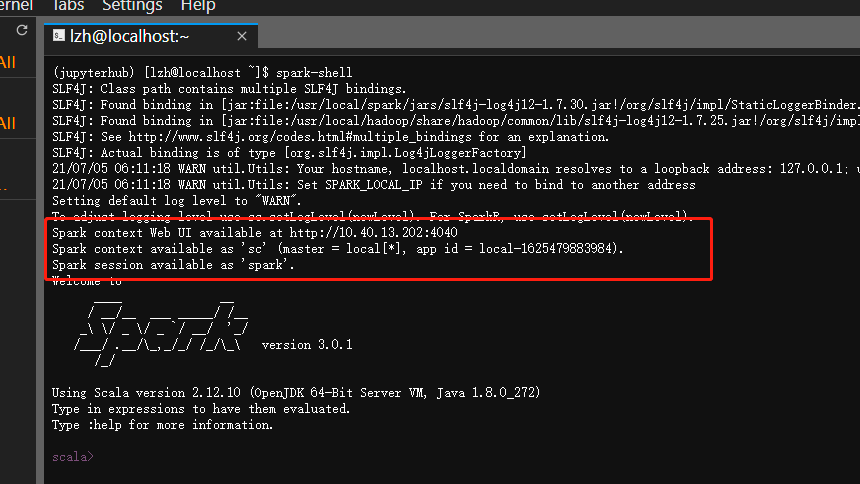 ernel Tabs Settings Help
lzh@localhost:~
All
All
(jupyterhub) [lzh@localhost ~]$ spark-shell
SLF4J: Class path contains multiple SLF4J bindings.
SLF4J: Found binding in [jar:file:/usr/local/spark/jars/slf4j-log4j12-1.7.30.jar!/org/slf4j/impl/StaticLoggerBinder.
SLF4J: Found binding in [jar:file:/usr/local/hadoop/share/hadoop/common/lib/slf4j-log4j12-1.7.25.jar!/org/slf4j/impl
SLF4J: See http://www.slf4j.org/codes.html#multiple_bindings for an explanation.
SLF4J: Actual binding is of type [org.slf4j.impl.Log4jLoggerFactory]
21/07/05 06:11:18 WARN util.Utils: Your hostname, localhost.localdomain resolves to a loopback address: 127.0.0.1; u
21/07/05 06:11:18 WARN util.Utils: Set SPARK_LOCAL_IP if you need to bind to another address
Setting default log level to "WARN".
To adjust logging level use sc.setLogLevel(newLevel). For SparkR, use setLogLevel(newLevel).
Spark context Web UI available at http://10.40.13.202:4040
Spark context available as 'sc' (master = local[*], app id = local-1625479883984).
Spark session available as 'spark'.
Welcome to
Spark version 3.0.1
Using Scala version 2.12.10 (OpenJDK 64-Bit Server VM, Java 1.8.0_272)
Type in expressions to have them evaluated.
Type :help for more information.
scala>